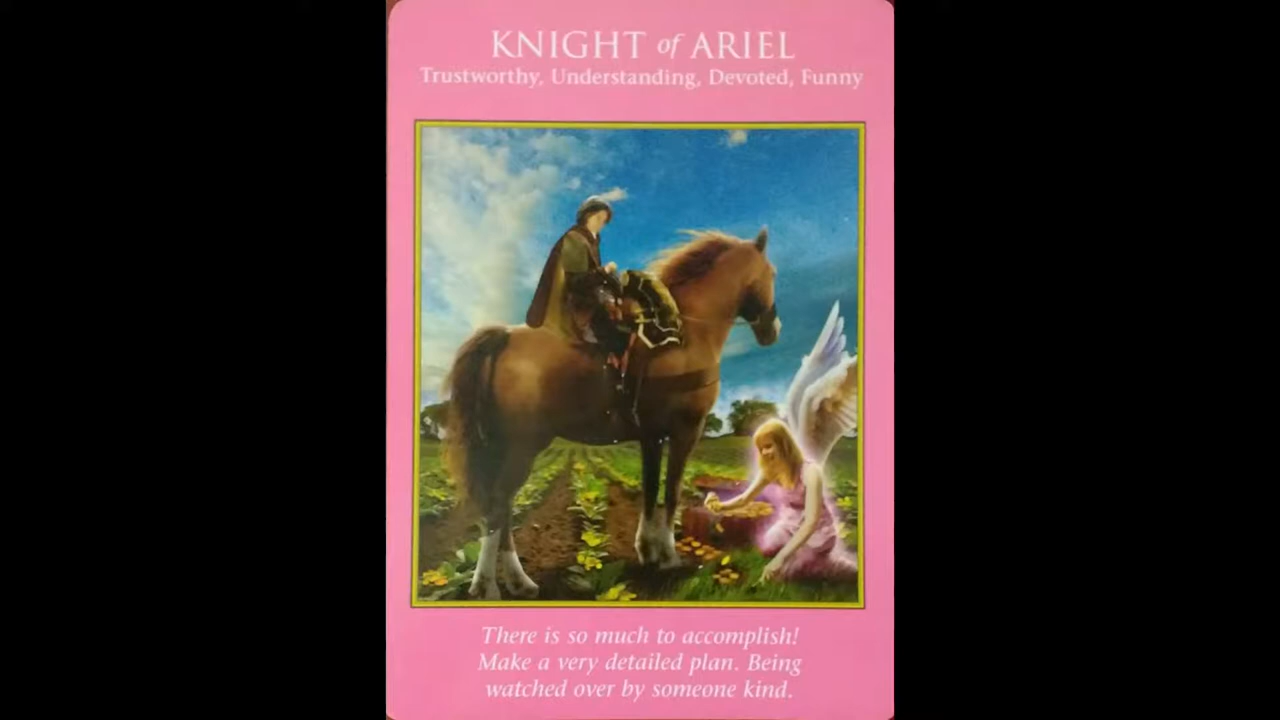 KNIGHT of ARIEL
Trustworthy, Understanding, Devoted, Funny
There is so much to accomplish!
Make a very detailed plan. Being
watched over by someone kind.